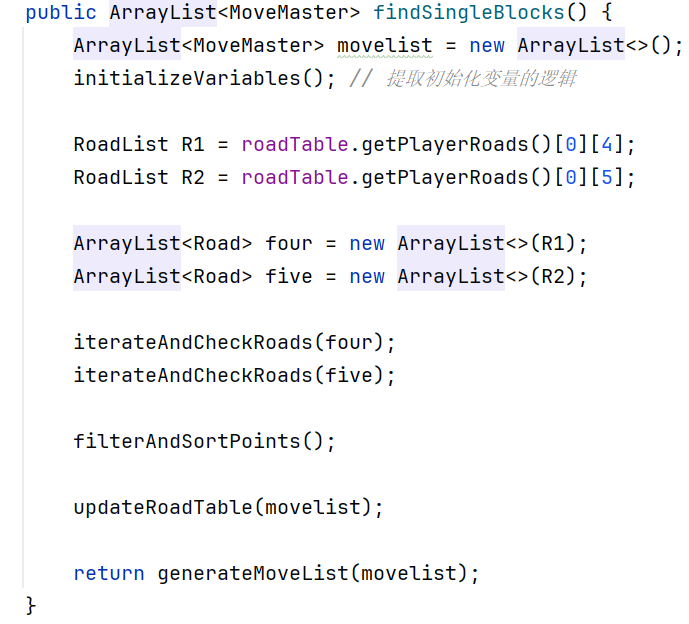 public ArrayList<MoveMaster> findSingleBlocks() {
ArrayList<MoveMaster> movelist = new ArrayList<>();
initializeVariables(); // 提取初始化变量的逻辑
RoadList R1 = roadTable.getPlayerRoads()[0][4];
RoadList R2 = roadTable.getPlayerRoads()[0][5];
ArrayList<Road> four = new ArrayList<>(R1);
ArrayList<Road> five = new ArrayList<>(R2);
iterateAndCheckRoads(four);
iterateAndCheckRoads(five);
filterAndSortPoints();
updateRoadTable(movelist);
return generateMoveList(movelist);
}